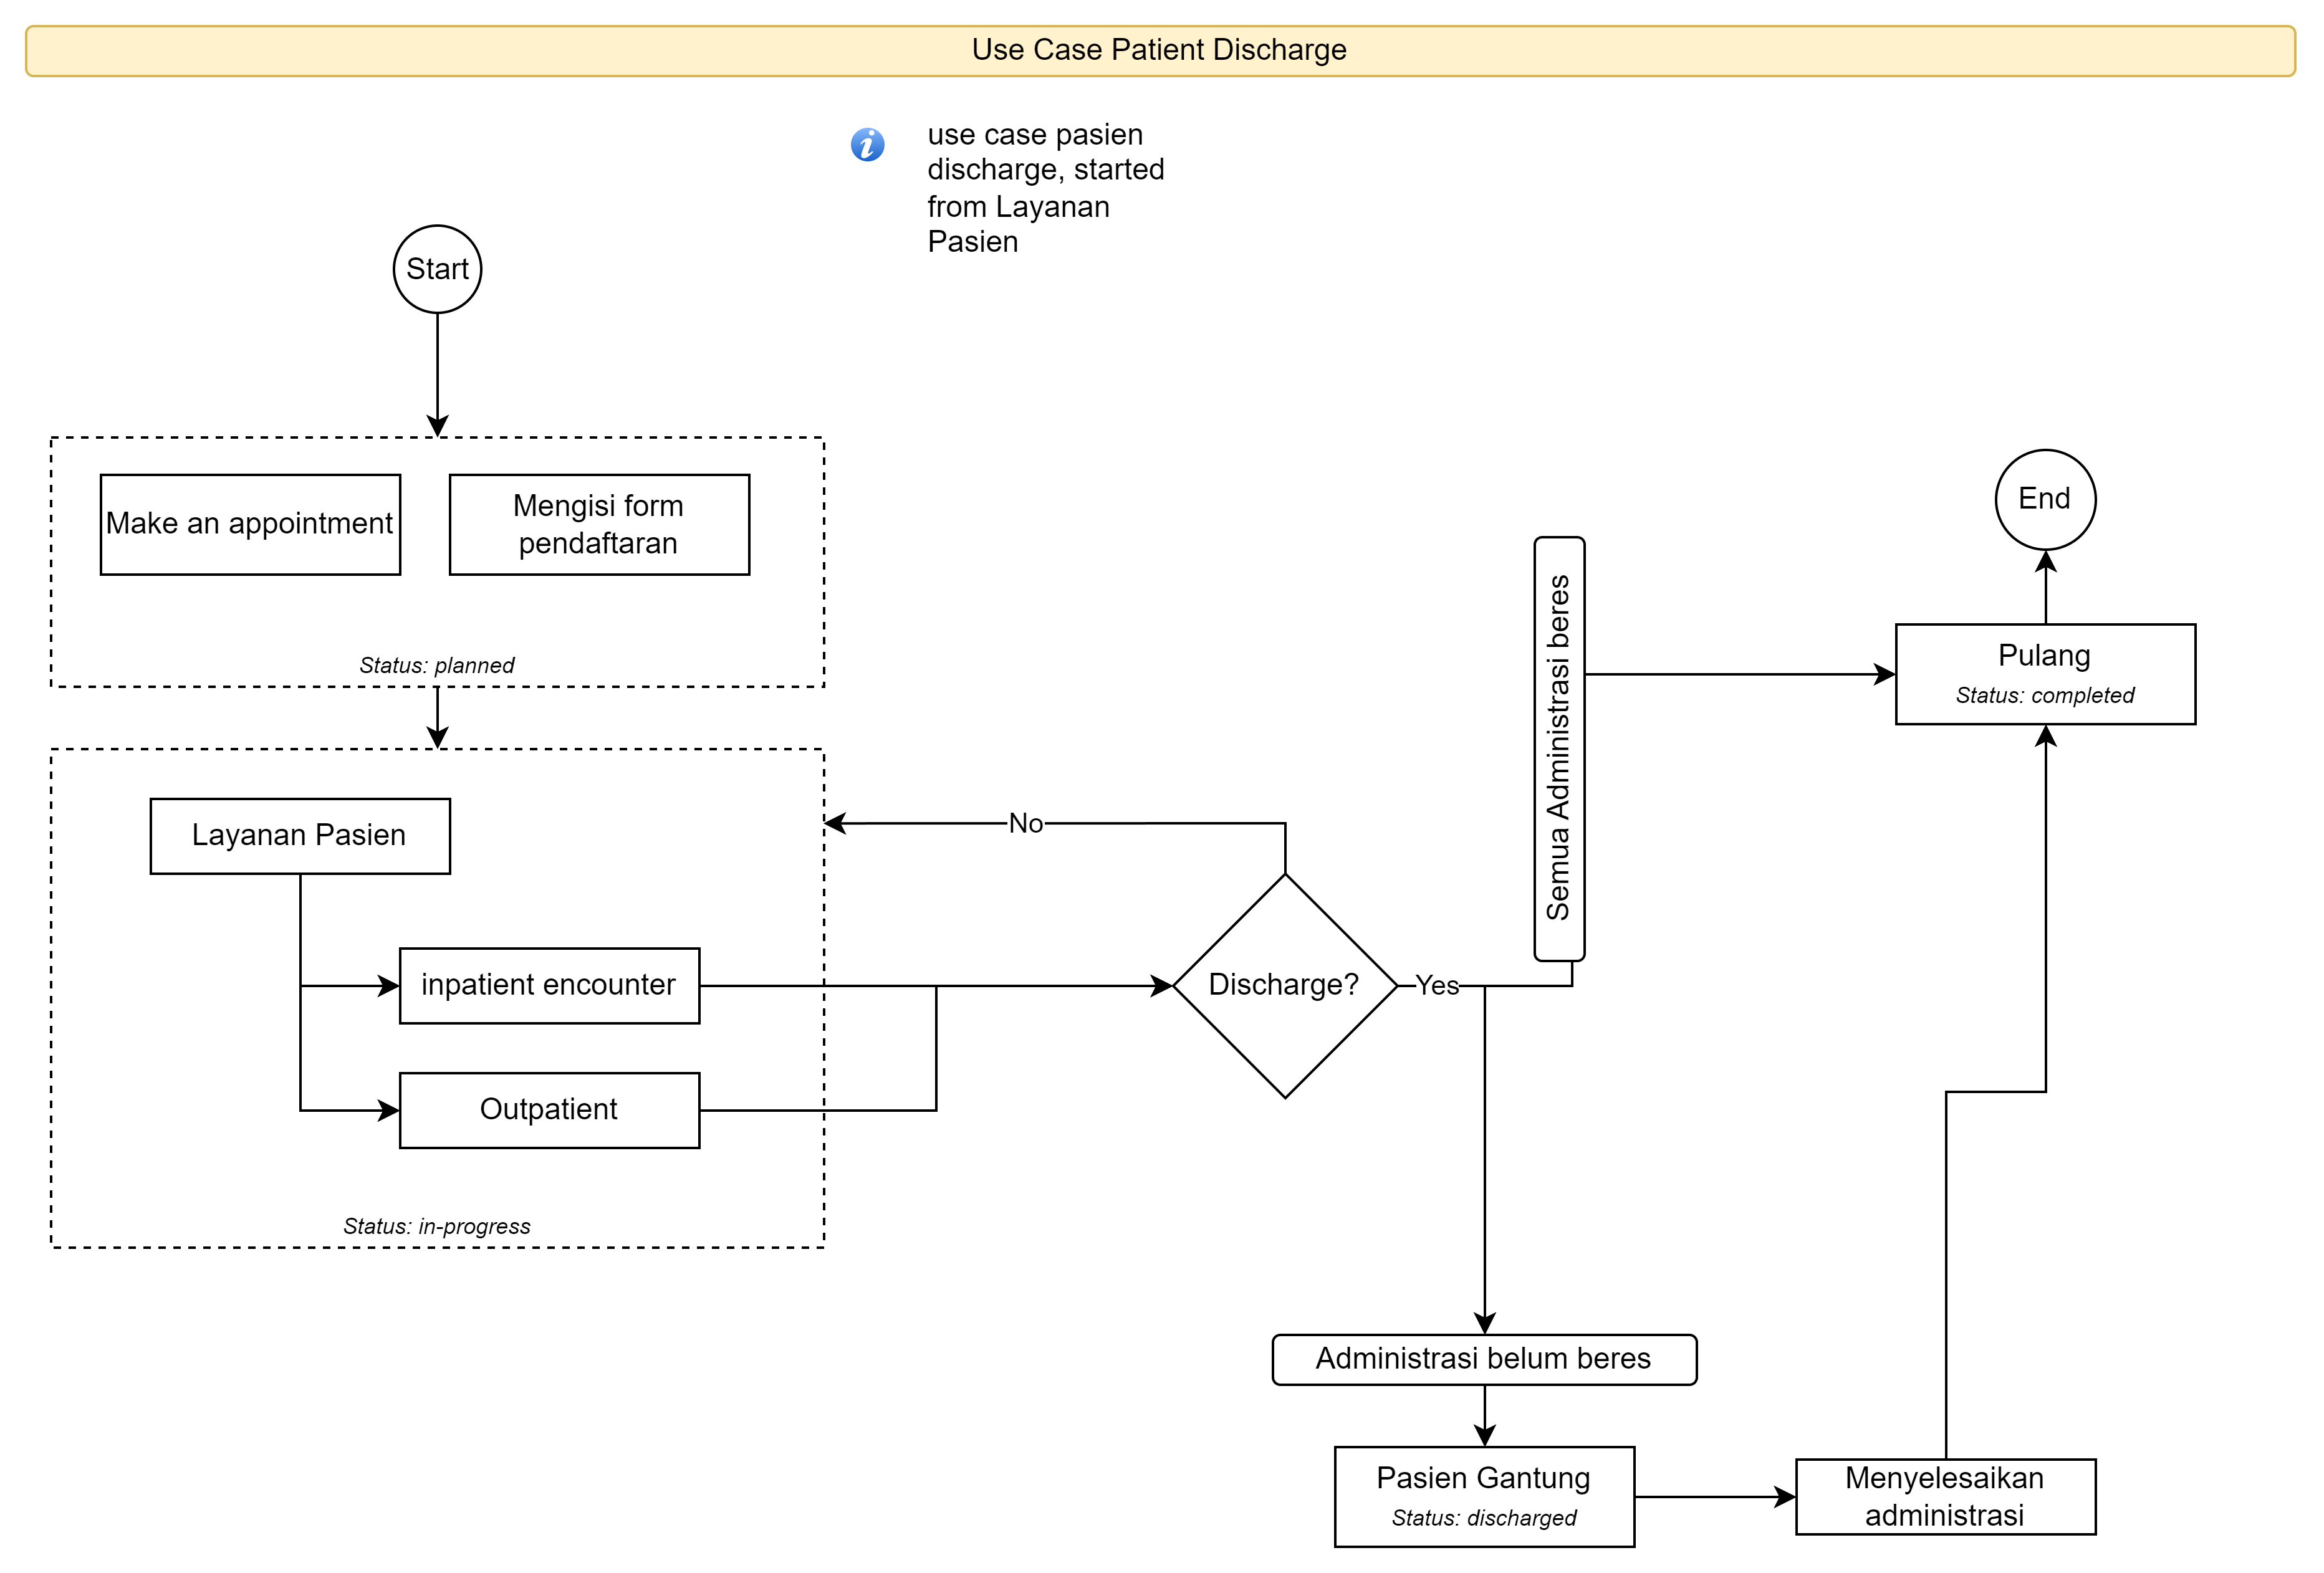 Use Case Patient Discharge
use case pasien
discharge, started
from Layanan
Pasien
Start
Make an appointment
Mengisi form
pendaftaran
Status: planned
Layanan Pasien
inpatient encounter
Outpatient
Status: in-progress
No
Discharge?
Yes
Semua Administrasi beres
End
Pulang
Status: completed
Administrasi belum beres
Pasien Gantung
Status: discharged
Menyelesaikan
administrasi